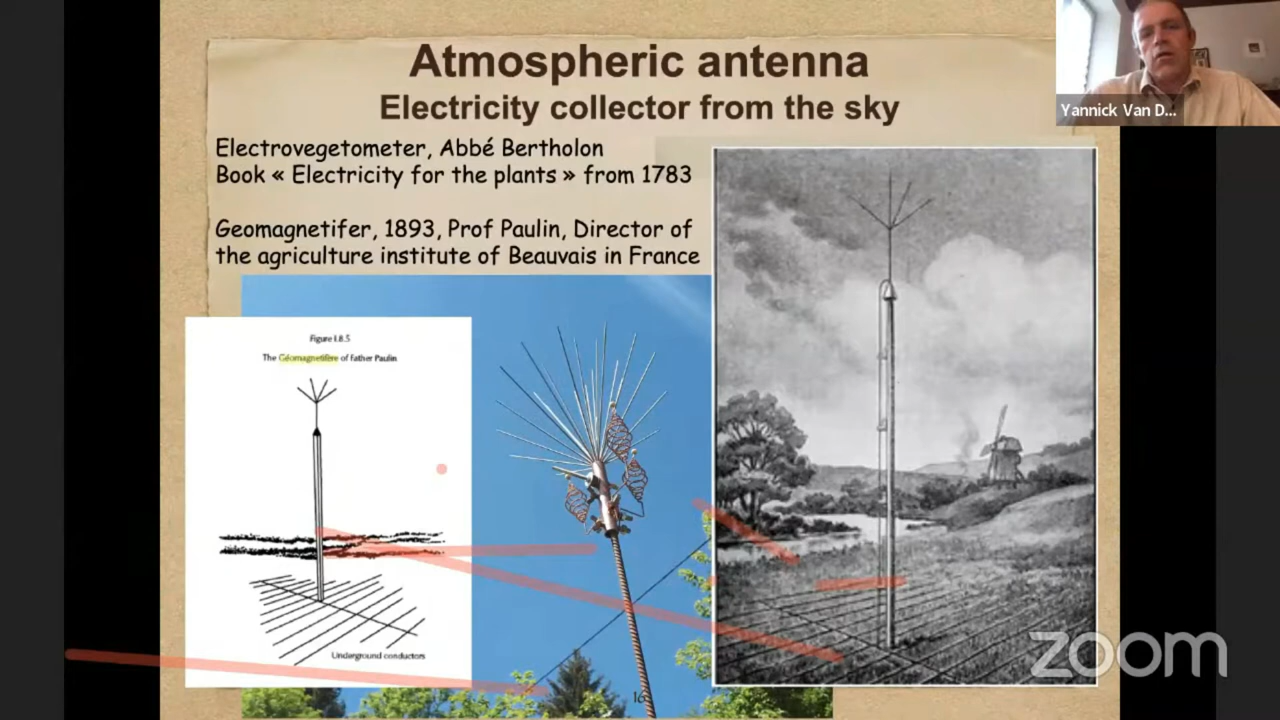 Atmospheric antenna
Electricity collector from the sky
Yannick Van D...
Electrovegetometer, Abbé Bertholon
Book « Electricity for the plants » from 1783
Geomagnetifer, 1893, Prof Paulin, Director of
the agriculture institute of Beauvais in France
Figure I.8.5
The Géomagnetifère of father Paulin
Underground conductors
16
zoom